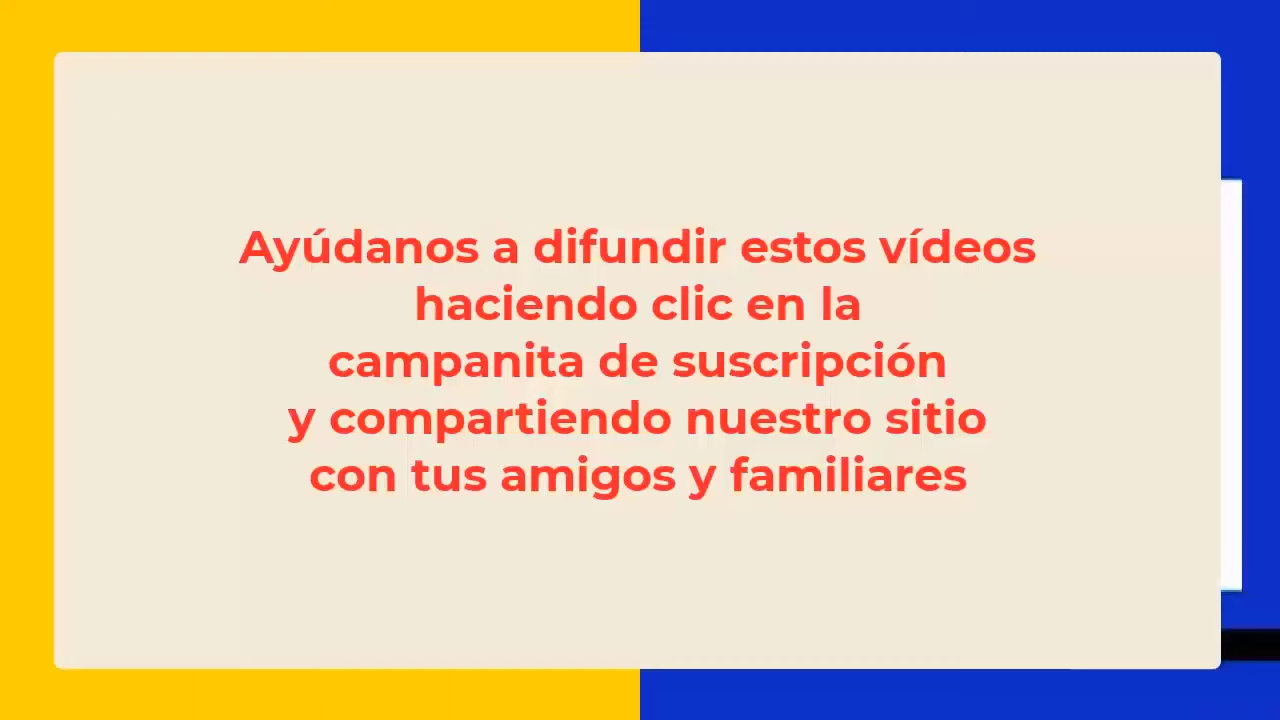 Ayúdanos a difundir estos vídeos
haciendo clic en la
campanita de suscripción
y compartiendo nuestro sitio
con tus amigos y familiares